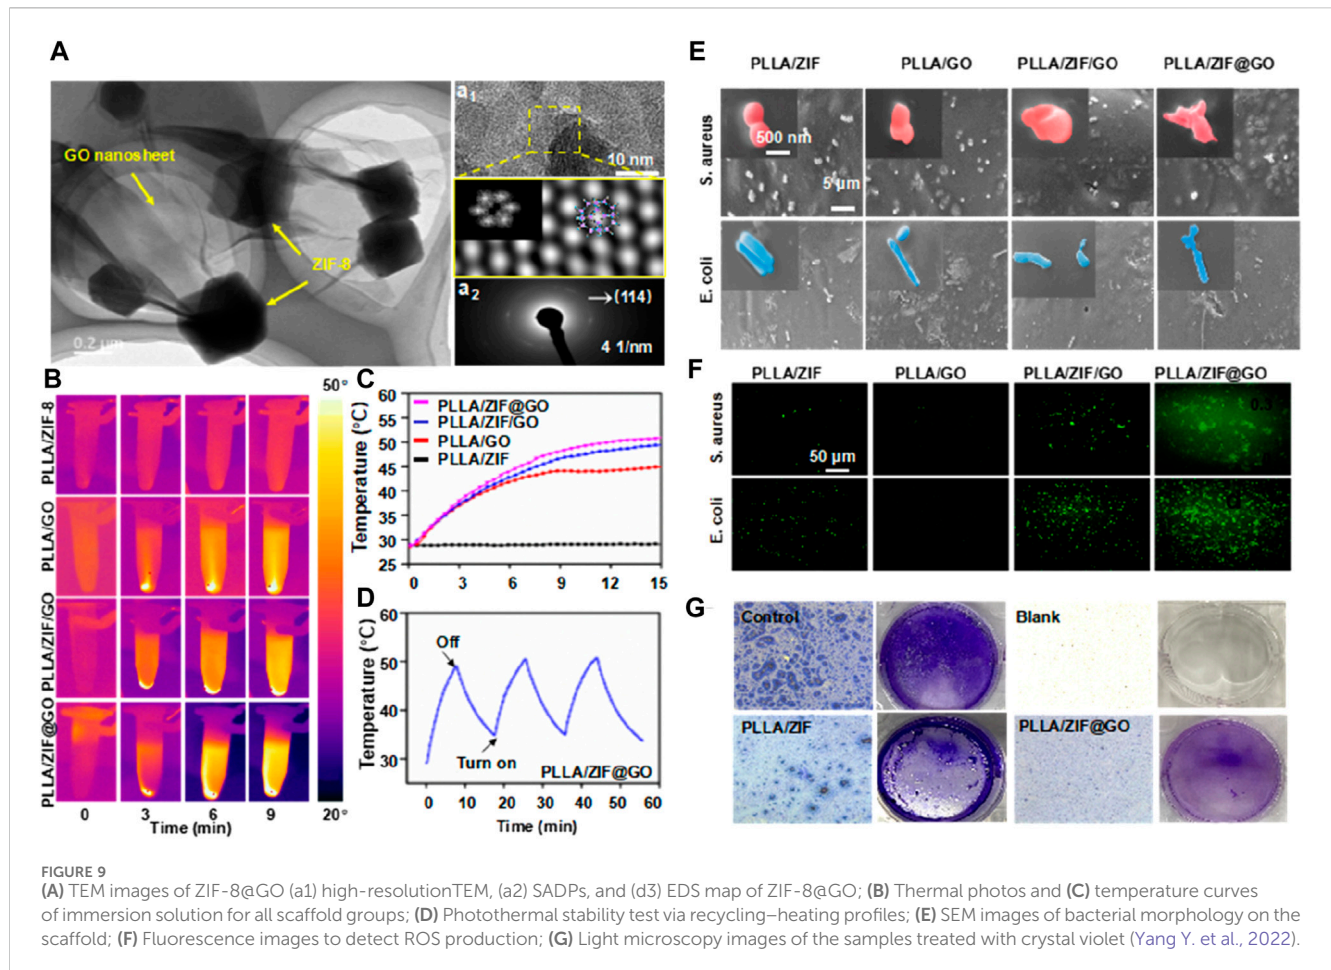 A
GO nanosheet
ZIF-8
0.2 µm
a1
10 nm
a2
(114)
4 1/nm
B
50°
PLLA/ZIF-8
PLLA/GO
PLLA/ZIF/GO
PLLA/ZIF@GO
0 3 6 9
20°
Time (min)
C
Temperature (°C)
60
55
50
45
40
35
30
25
PLLA/ZIF@GO
PLLA/ZIF/GO
PLLA/GO
PLLA/ZIF
0 3 6 9 12 15
D
Temperature (°C)
60
50
40
30
Off
Turn on
PLLA/ZIF@GO
0 10 20 30 40 50 60
Time (min)
E
PLLA/ZIF PLLA/GO PLLA/ZIF/GO PLLA/ZIF@GO
S. aureus
500 nm
5 µm
E. coli
F
PLLA/ZIF PLLA/GO PLLA/ZIF/GO PLLA/ZIF@GO
S. aureus
50 µm
E. coli
G
Control
Blank
PLLA/ZIF
PLLA/ZIF@GO
FIGURE 9
(A) TEM images of ZIF-8@GO (a1) high-resolutionTEM, (a2) SADPs, and (d3) EDS map of ZIF-8@GO; (B) Thermal photos and (C) temperature curves
of immersion solution for all scaffold groups; (D) Photothermal stability test via recycling–heating profiles; (E) SEM images of bacterial morphology on the
scaffold; (F) Fluorescence images to detect ROS production; (G) Light microscopy images of the samples treated with crystal violet (Yang Y. et al., 2022).